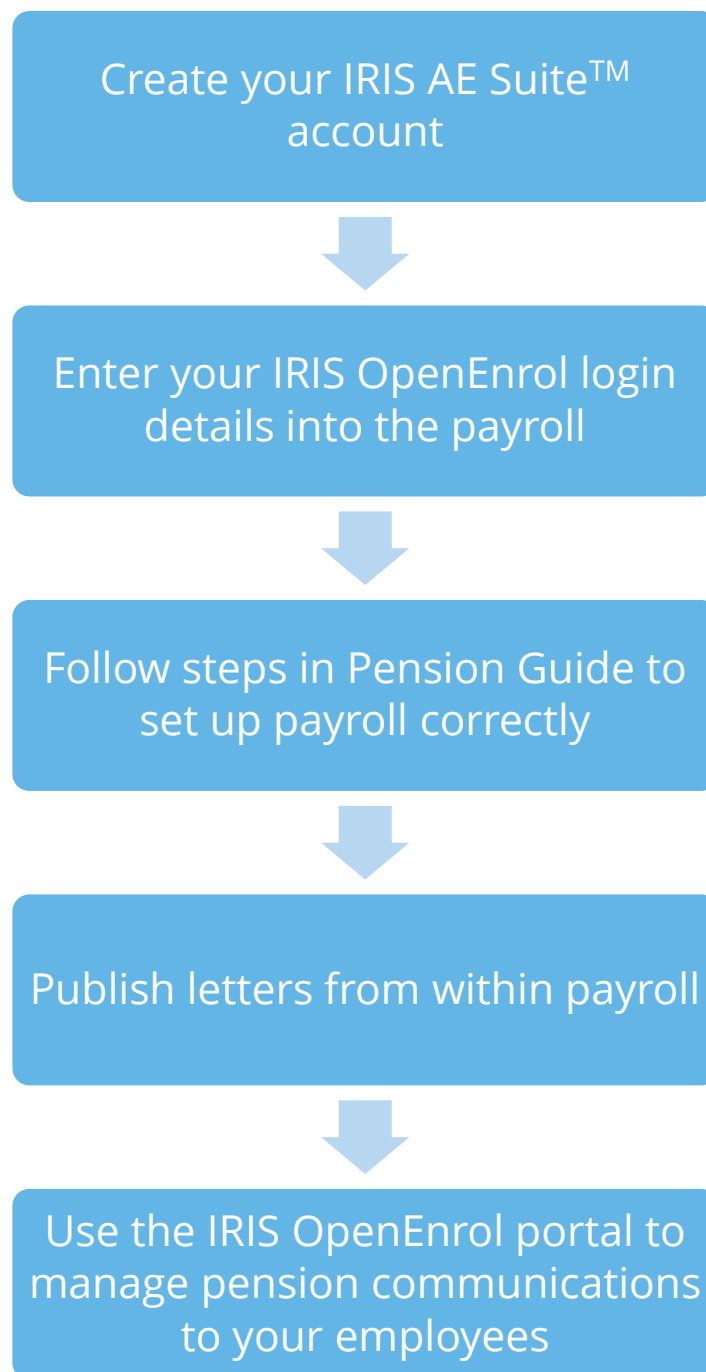 Create your IRIS AE Suite™
account
Enter your IRIS OpenEnrol login
details into the payroll
Follow steps in Pension Guide to
set up payroll correctly
Publish letters from within payroll
Use the IRIS OpenEnrol portal to
manage pension communications
to your employees